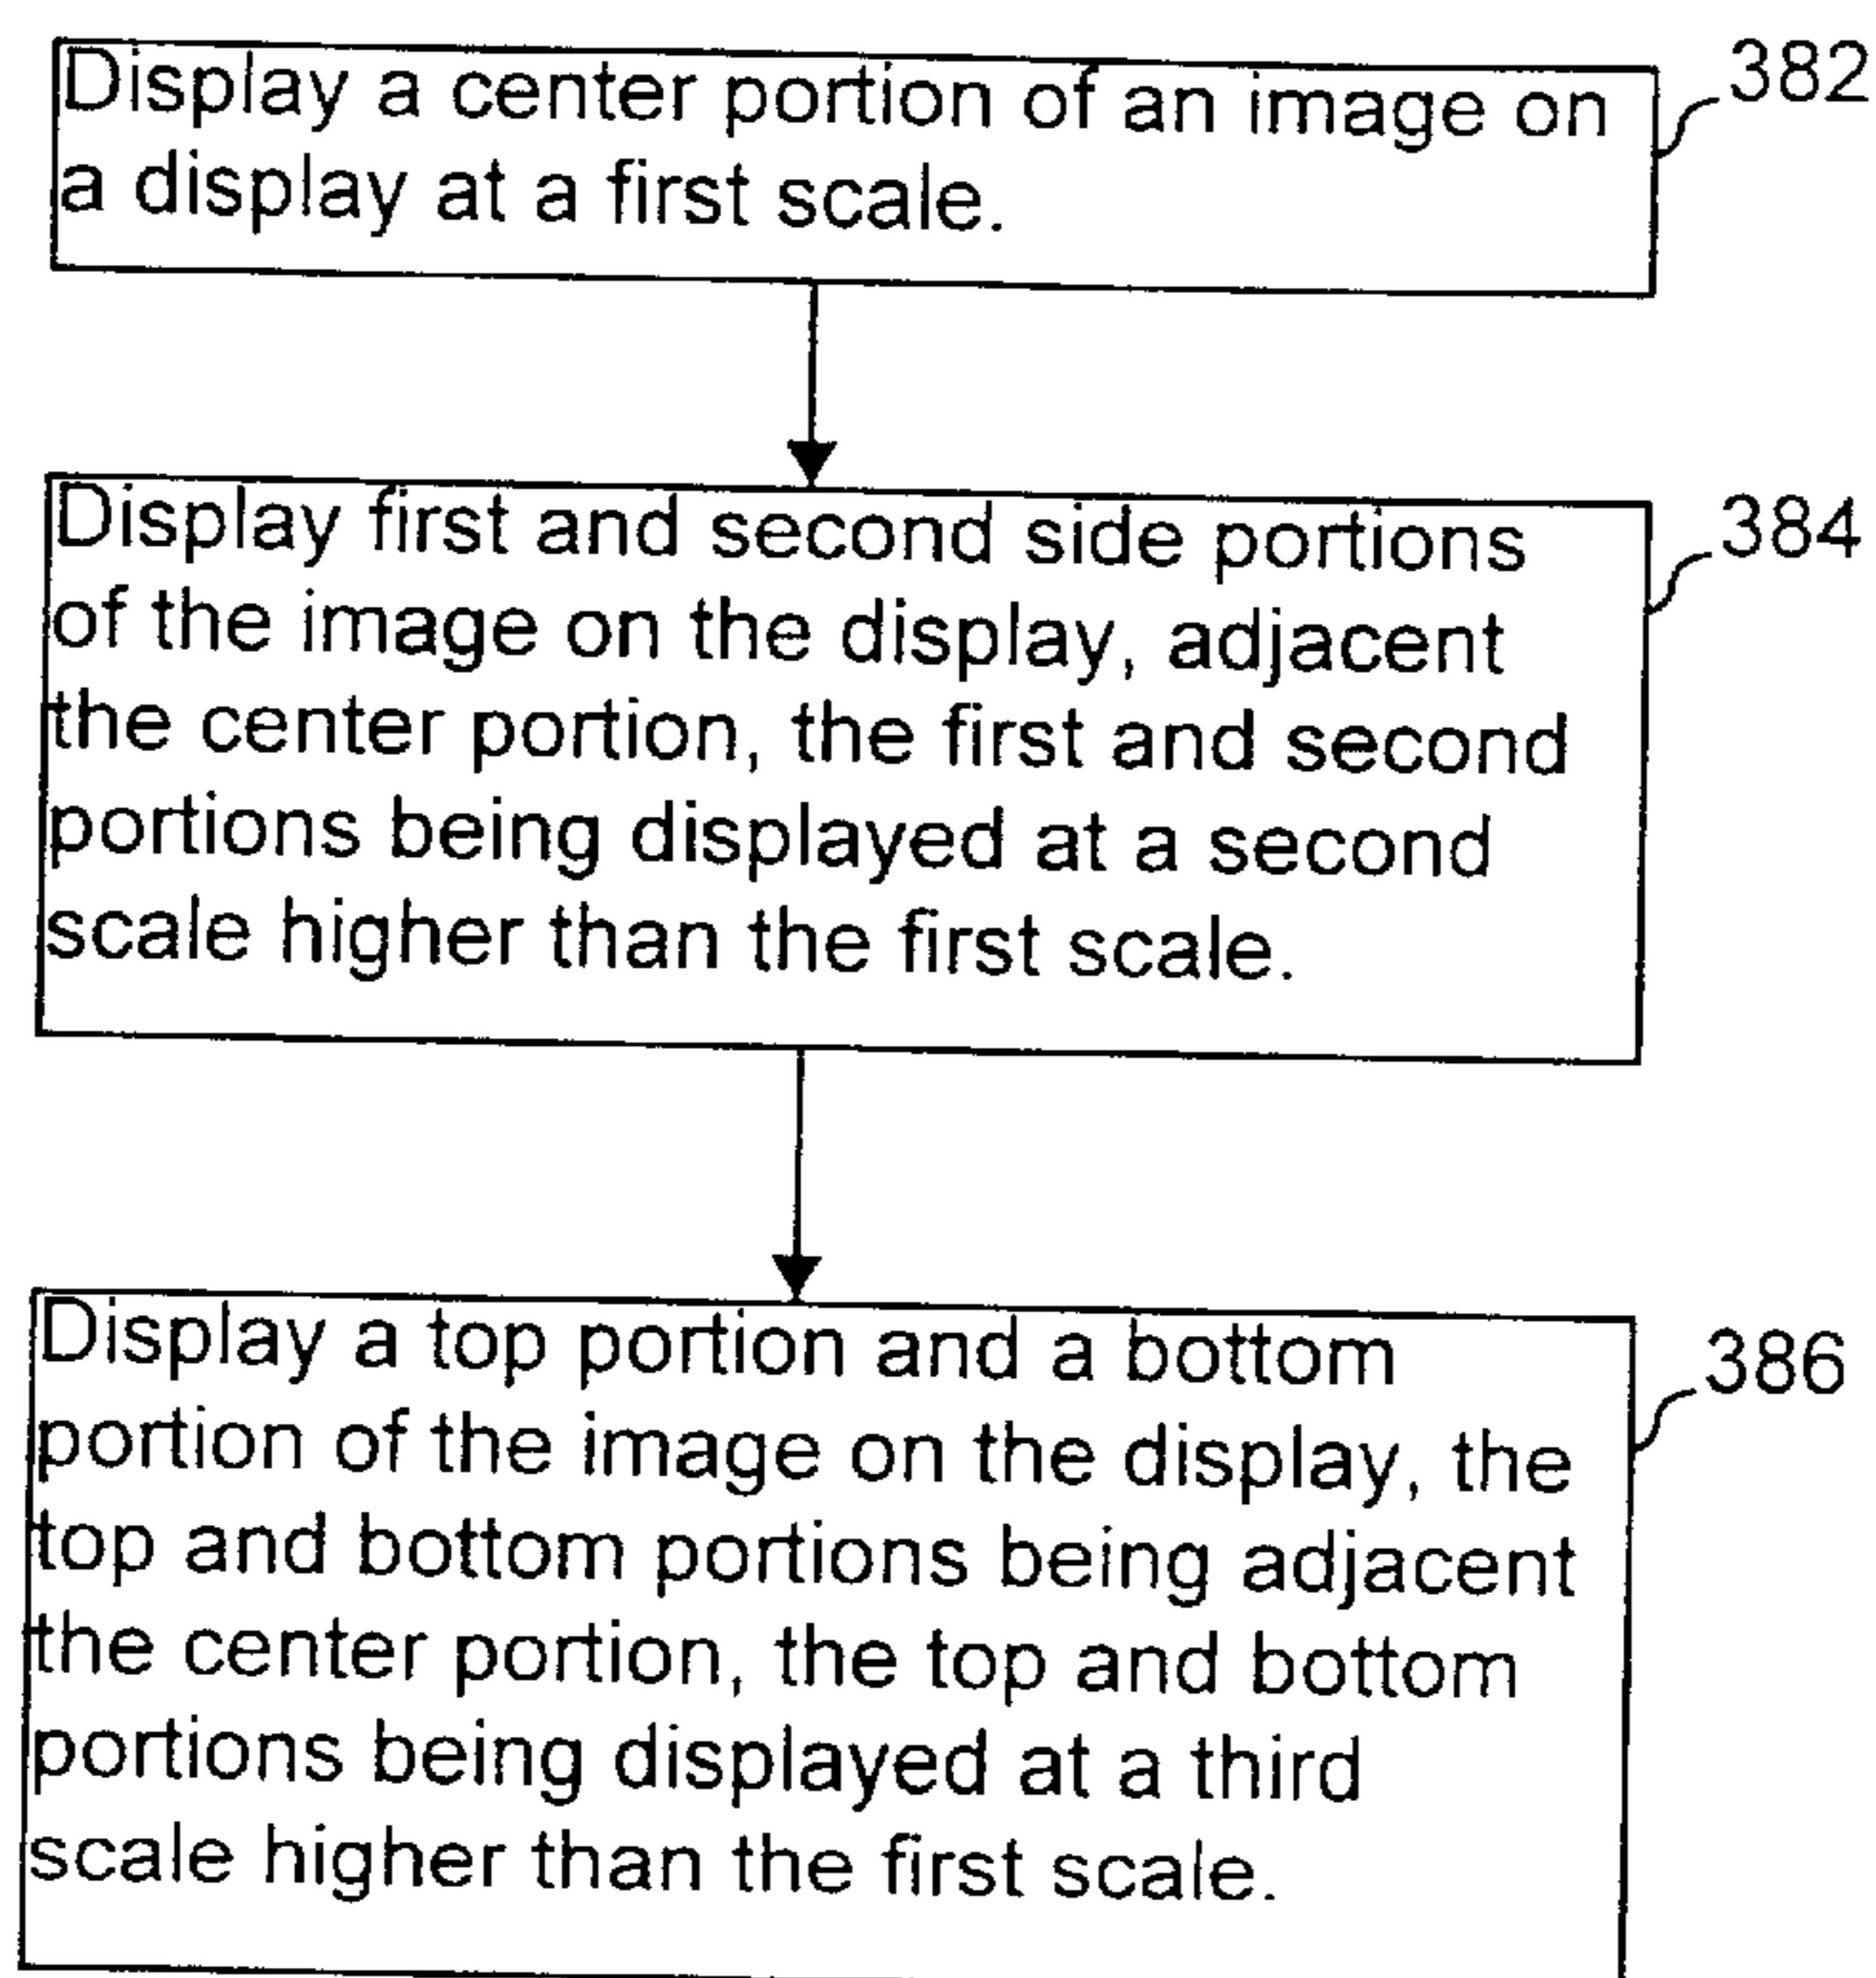 Display a center portion of an image on
a display at a first scale.
382
Display first and second side portions
of the image on the display, adjacent
the center portion, the first and second
portions being displayed at a second
scale higher than the first scale.
384
Display a top portion and a bottom
portion of the image on the display, the
top and bottom portions being adjacent
the center portion, the top and bottom
portions being displayed at a third
scale higher than the first scale.
386